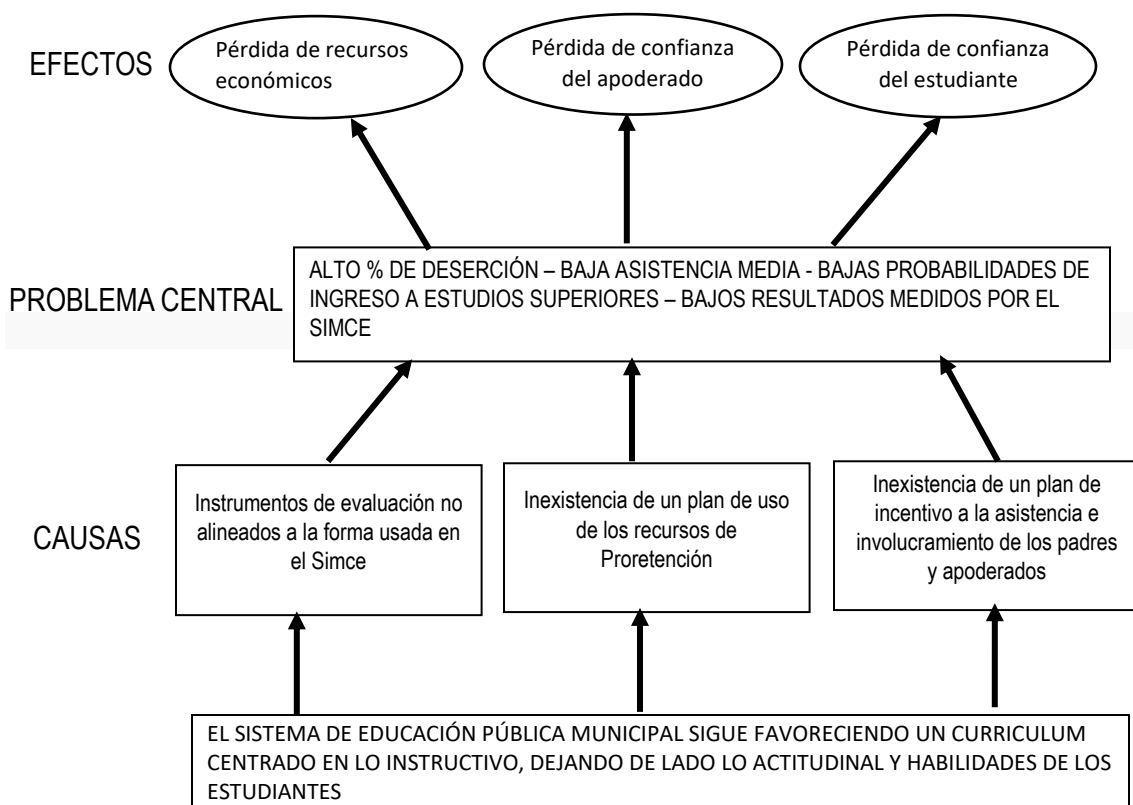 EFECTOS
Pérdida de recursos
económicos
Pérdida de confianza
del apoderado
Pérdida de confianza
del estudiante
PROBLEMA CENTRAL
ALTO % DE DESERCIÓN – BAJA ASISTENCIA MEDIA - BAJAS PROBABILIDADES DE
INGRESO A ESTUDIOS SUPERIORES – BAJOS RESULTADOS MEDIDOS POR EL
SIMCE
CAUSAS
Instrumentos de evaluación no
alineados a la forma usada en
el Simce
Inexistencia de un plan de uso
de los recursos de
Proretención
Inexistencia de un plan de
incentivo a la asistencia e
involucramiento de los padres
y apoderados
EL SISTEMA DE EDUCACIÓN PÚBLICA MUNICIPAL SIGUE FAVORECIENDO UN CURRICULUM
CENTRADO EN LO INSTRUCTIVO, DEJANDO DE LADO LO ACTITUDINAL Y HABILIDADES DE LOS
ESTUDIANTES